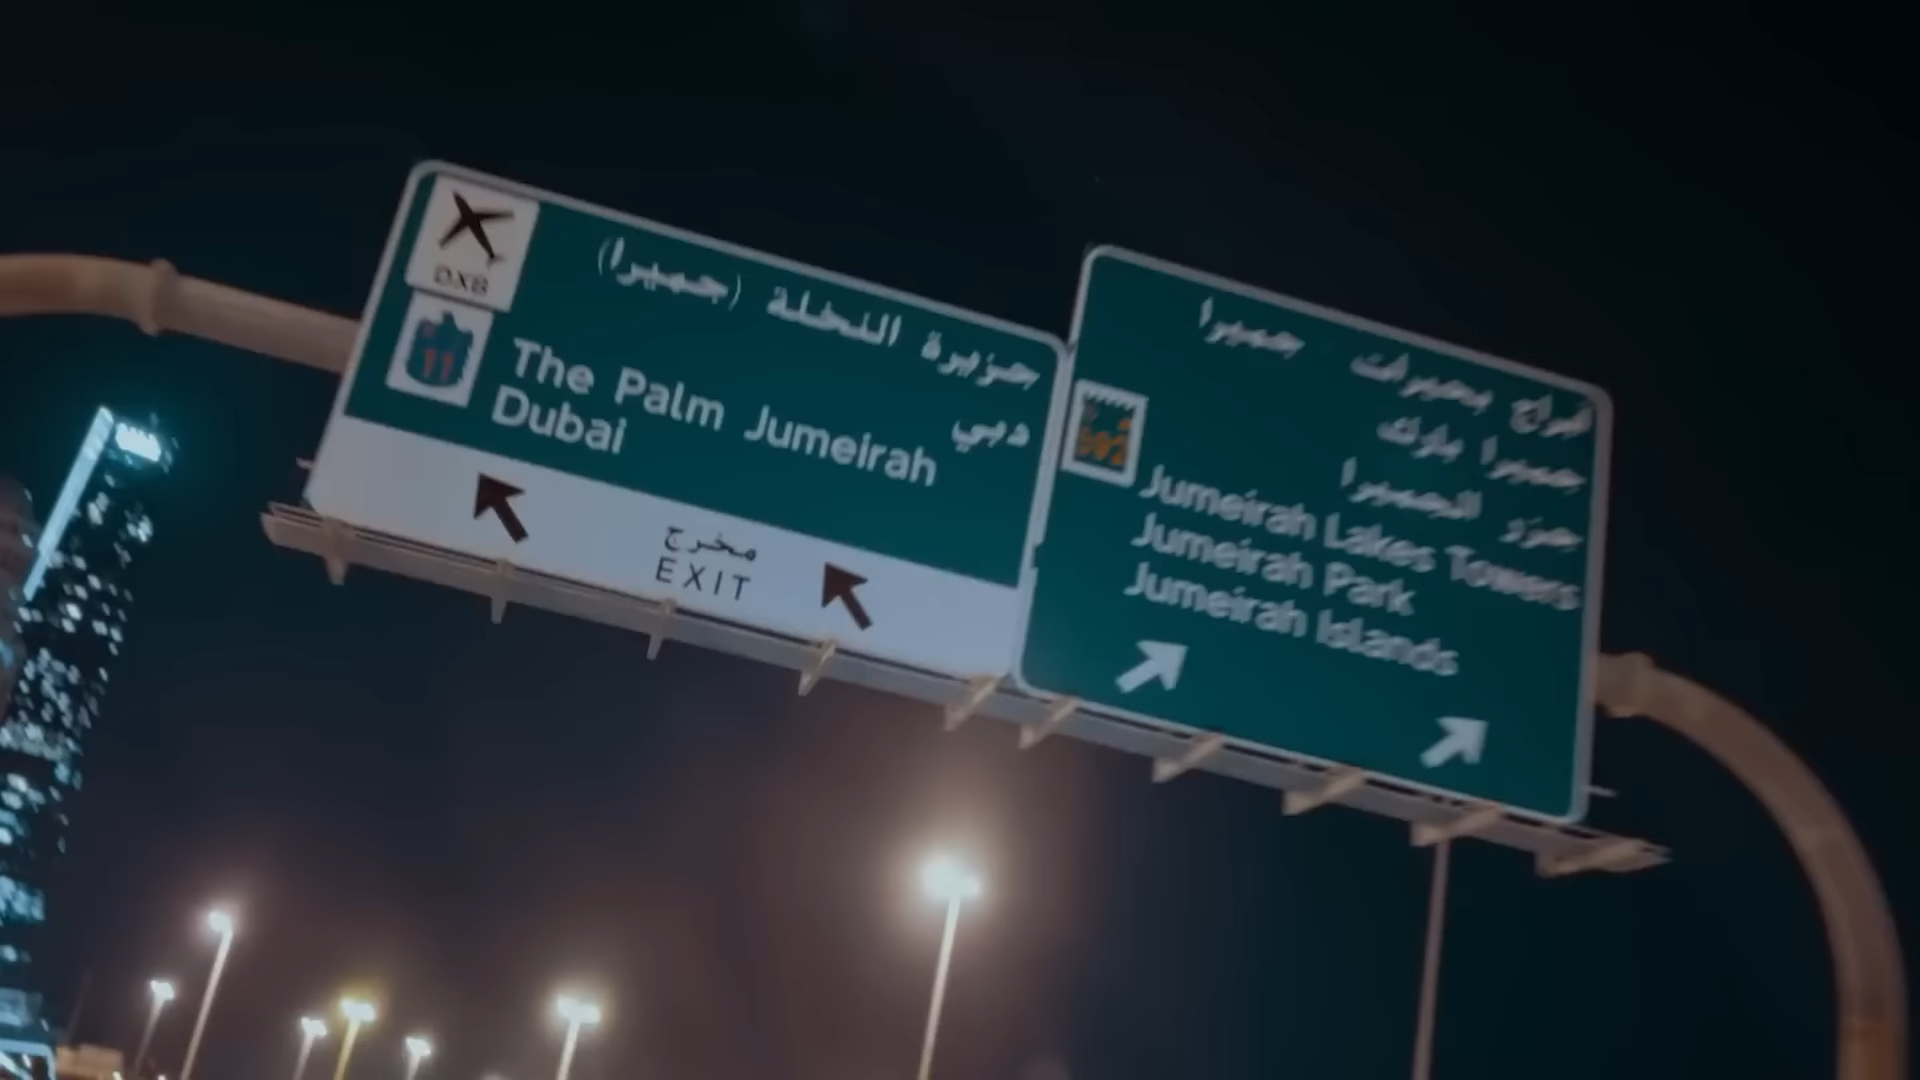 DXB
جزيرة النخلة (جميرا)
دبي
11
The Palm Jumeirah
Dubai
مخرج
EXIT
بحيرات جميرا
جميرا بارك
جزر الجميرا
Jumeirah Lakes Towers
Jumeirah Park
Jumeirah Islands